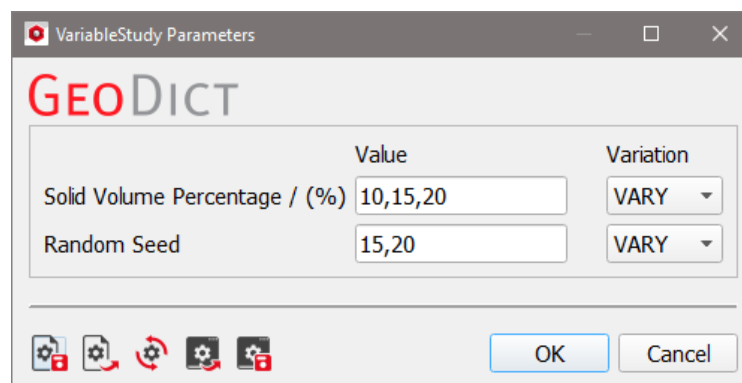 VariableStudy Parameters
GEODICT
Value Variation
Solid Volume Percentage / (%) 10,15,20 VARY
Random Seed 15,20 VARY
OK Cancel